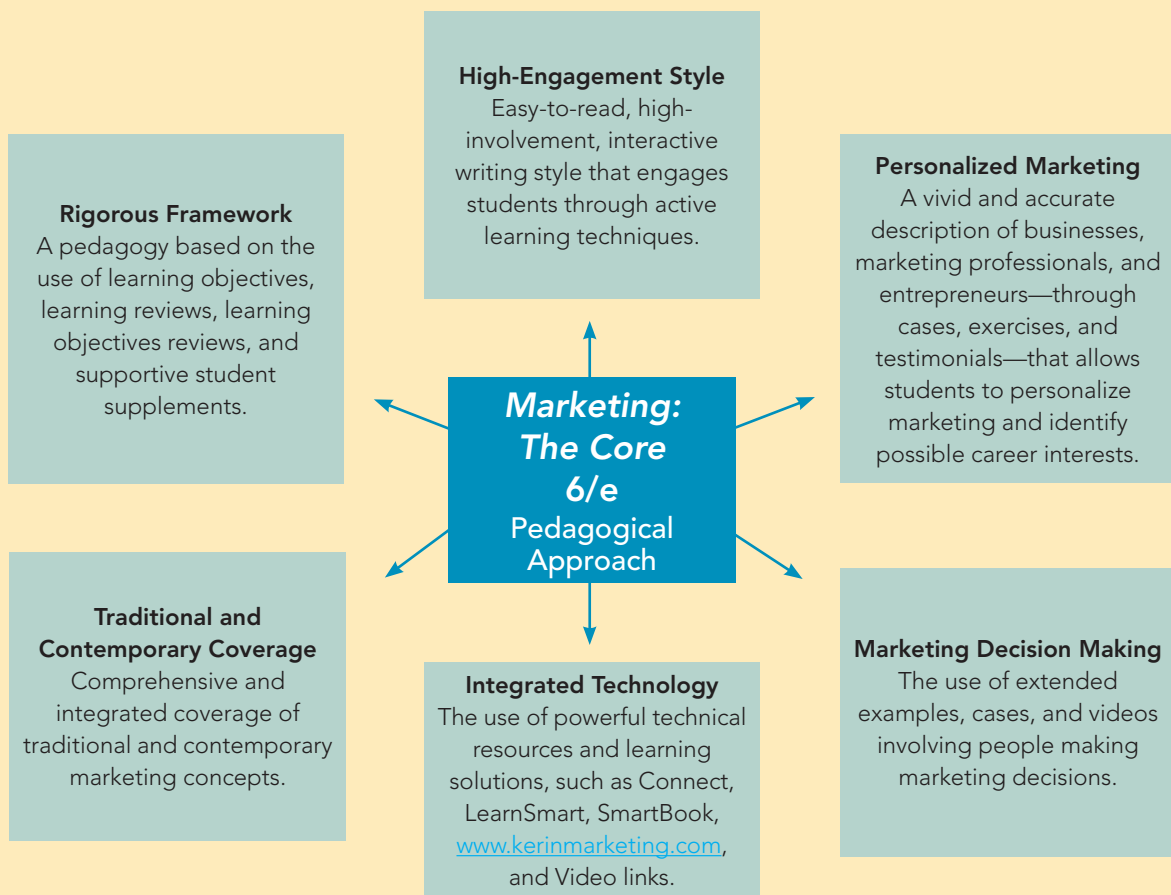 High-Engagement Style
Easy-to-read, high-
involvement, interactive
writing style that engages
students through active
learning techniques.
Rigorous Framework
A pedagogy based on the
use of learning objectives,
learning reviews, learning
objectives reviews, and
supportive student
supplements.
Personalized Marketing
A vivid and accurate
description of businesses,
marketing professionals, and
entrepreneurs—through
cases, exercises, and
testimonials—that allows
students to personalize
marketing and identify
possible career interests.
Marketing:
The Core
6/e
Pedagogical
Approach
Traditional and
Contemporary Coverage
Comprehensive and
integrated coverage of
traditional and contemporary
marketing concepts.
Integrated Technology
The use of powerful technical
resources and learning
solutions, such as Connect,
LearnSmart, SmartBook,
www.kerinmarketing.com,
and Video links.
Marketing Decision Making
The use of extended
examples, cases, and videos
involving people making
marketing decisions.